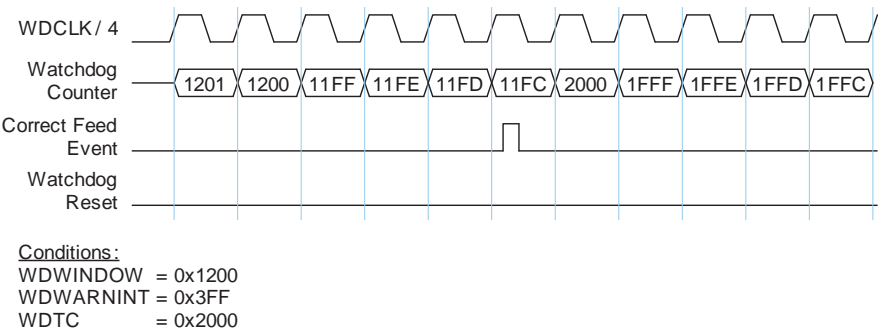 WDCLK / 4
Watchdog
Counter
1201 1200 11FF 11FE 11FD 11FC 2000 1FFF 1FFE 1FFD 1FFC
Correct Feed
Event
Watchdog
Reset
Conditions:
WDWINDOW = 0x1200
WDWARNINT = 0x3FF
WDTC = 0x2000